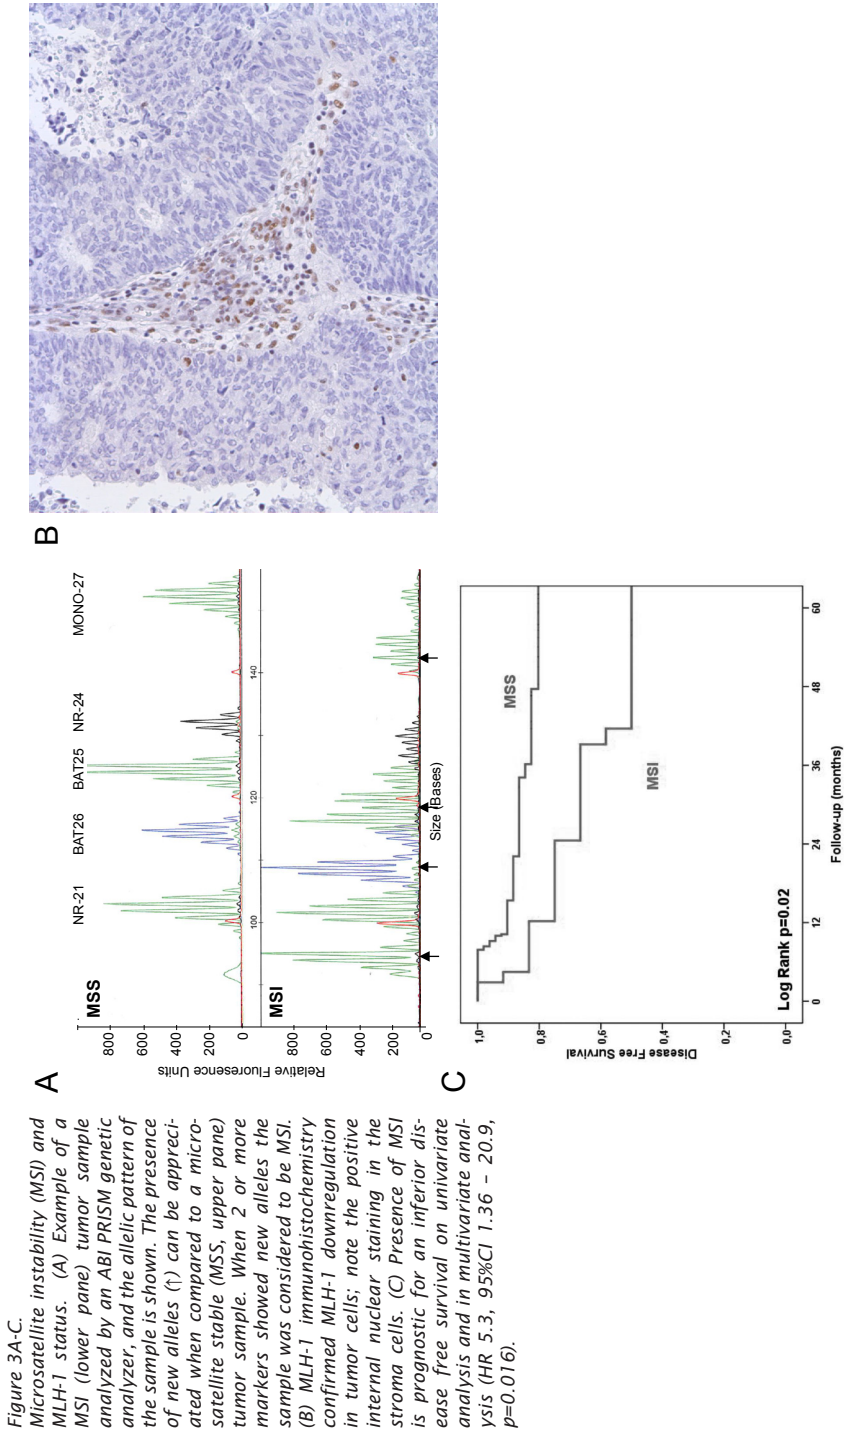 Figure 3A-C.
Microsatellite instability (MSI) and
MLH-1 status. (A) Example of a
MSI (lower pane) tumor sample
analyzed by an ABI PRISM genetic
analyzer, and the allelic pattern of
the sample is shown. The presence
of new alleles (↑) can be appreci-
ated when compared to a micro-
satellite stable (MSS, upper pane)
tumor sample. When 2 or more
markers showed new alleles the
sample was considered to be MSI.
(B) MLH-1 immunohistochemistry
confirmed MLH-1 downregulation
in tumor cells; note the positive
internal nuclear staining in the
stroma cells. (C) Presence of MSI
is prognostic for an inferior dis-
ease free survival on univariate
analysis and in multivariate anal-
ysis (HR 5.3, 95%CI 1.36 – 20.9,
p=0.016).
A
NR-21 BAT26 BAT25 NR-24 MONO-27
MSS
800
600
400
200
0
100 120 140
MSI
800
600
400
200
0
Relative Fluoresence Units
Size (Bases)
B
C
1,0
0,8
0,6
0,4
0,2
0,0
Disease Free Survival
MSS
MSI
Log Rank p=0.02
0 12 24 36 48 60
Follow-up (months)